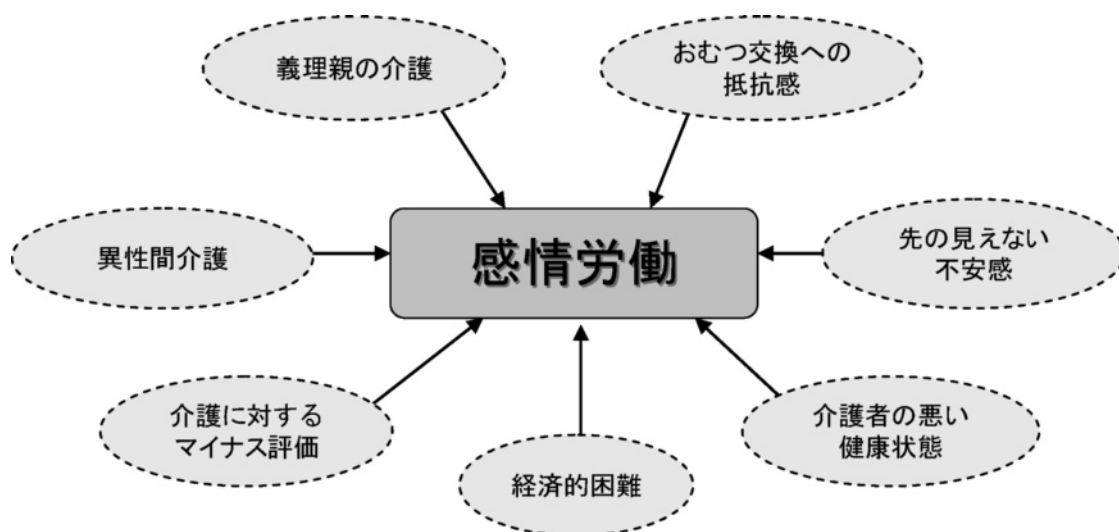 義理親の介護
おむつ交換への
抵抗感
異性間介護
感情労働
先の見えない
不安感
介護に対する
マイナス評価
経済的困難
介護者の悪い
健康状態